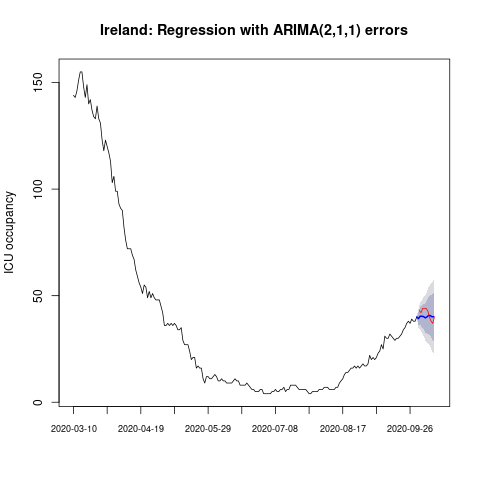 Ireland: Regression with ARIMA(2,1,1) errors
150
100
50
0
ICU occupancy
2020-03-10 2020-04-19 2020-05-29 2020-07-08 2020-08-17 2020-09-26